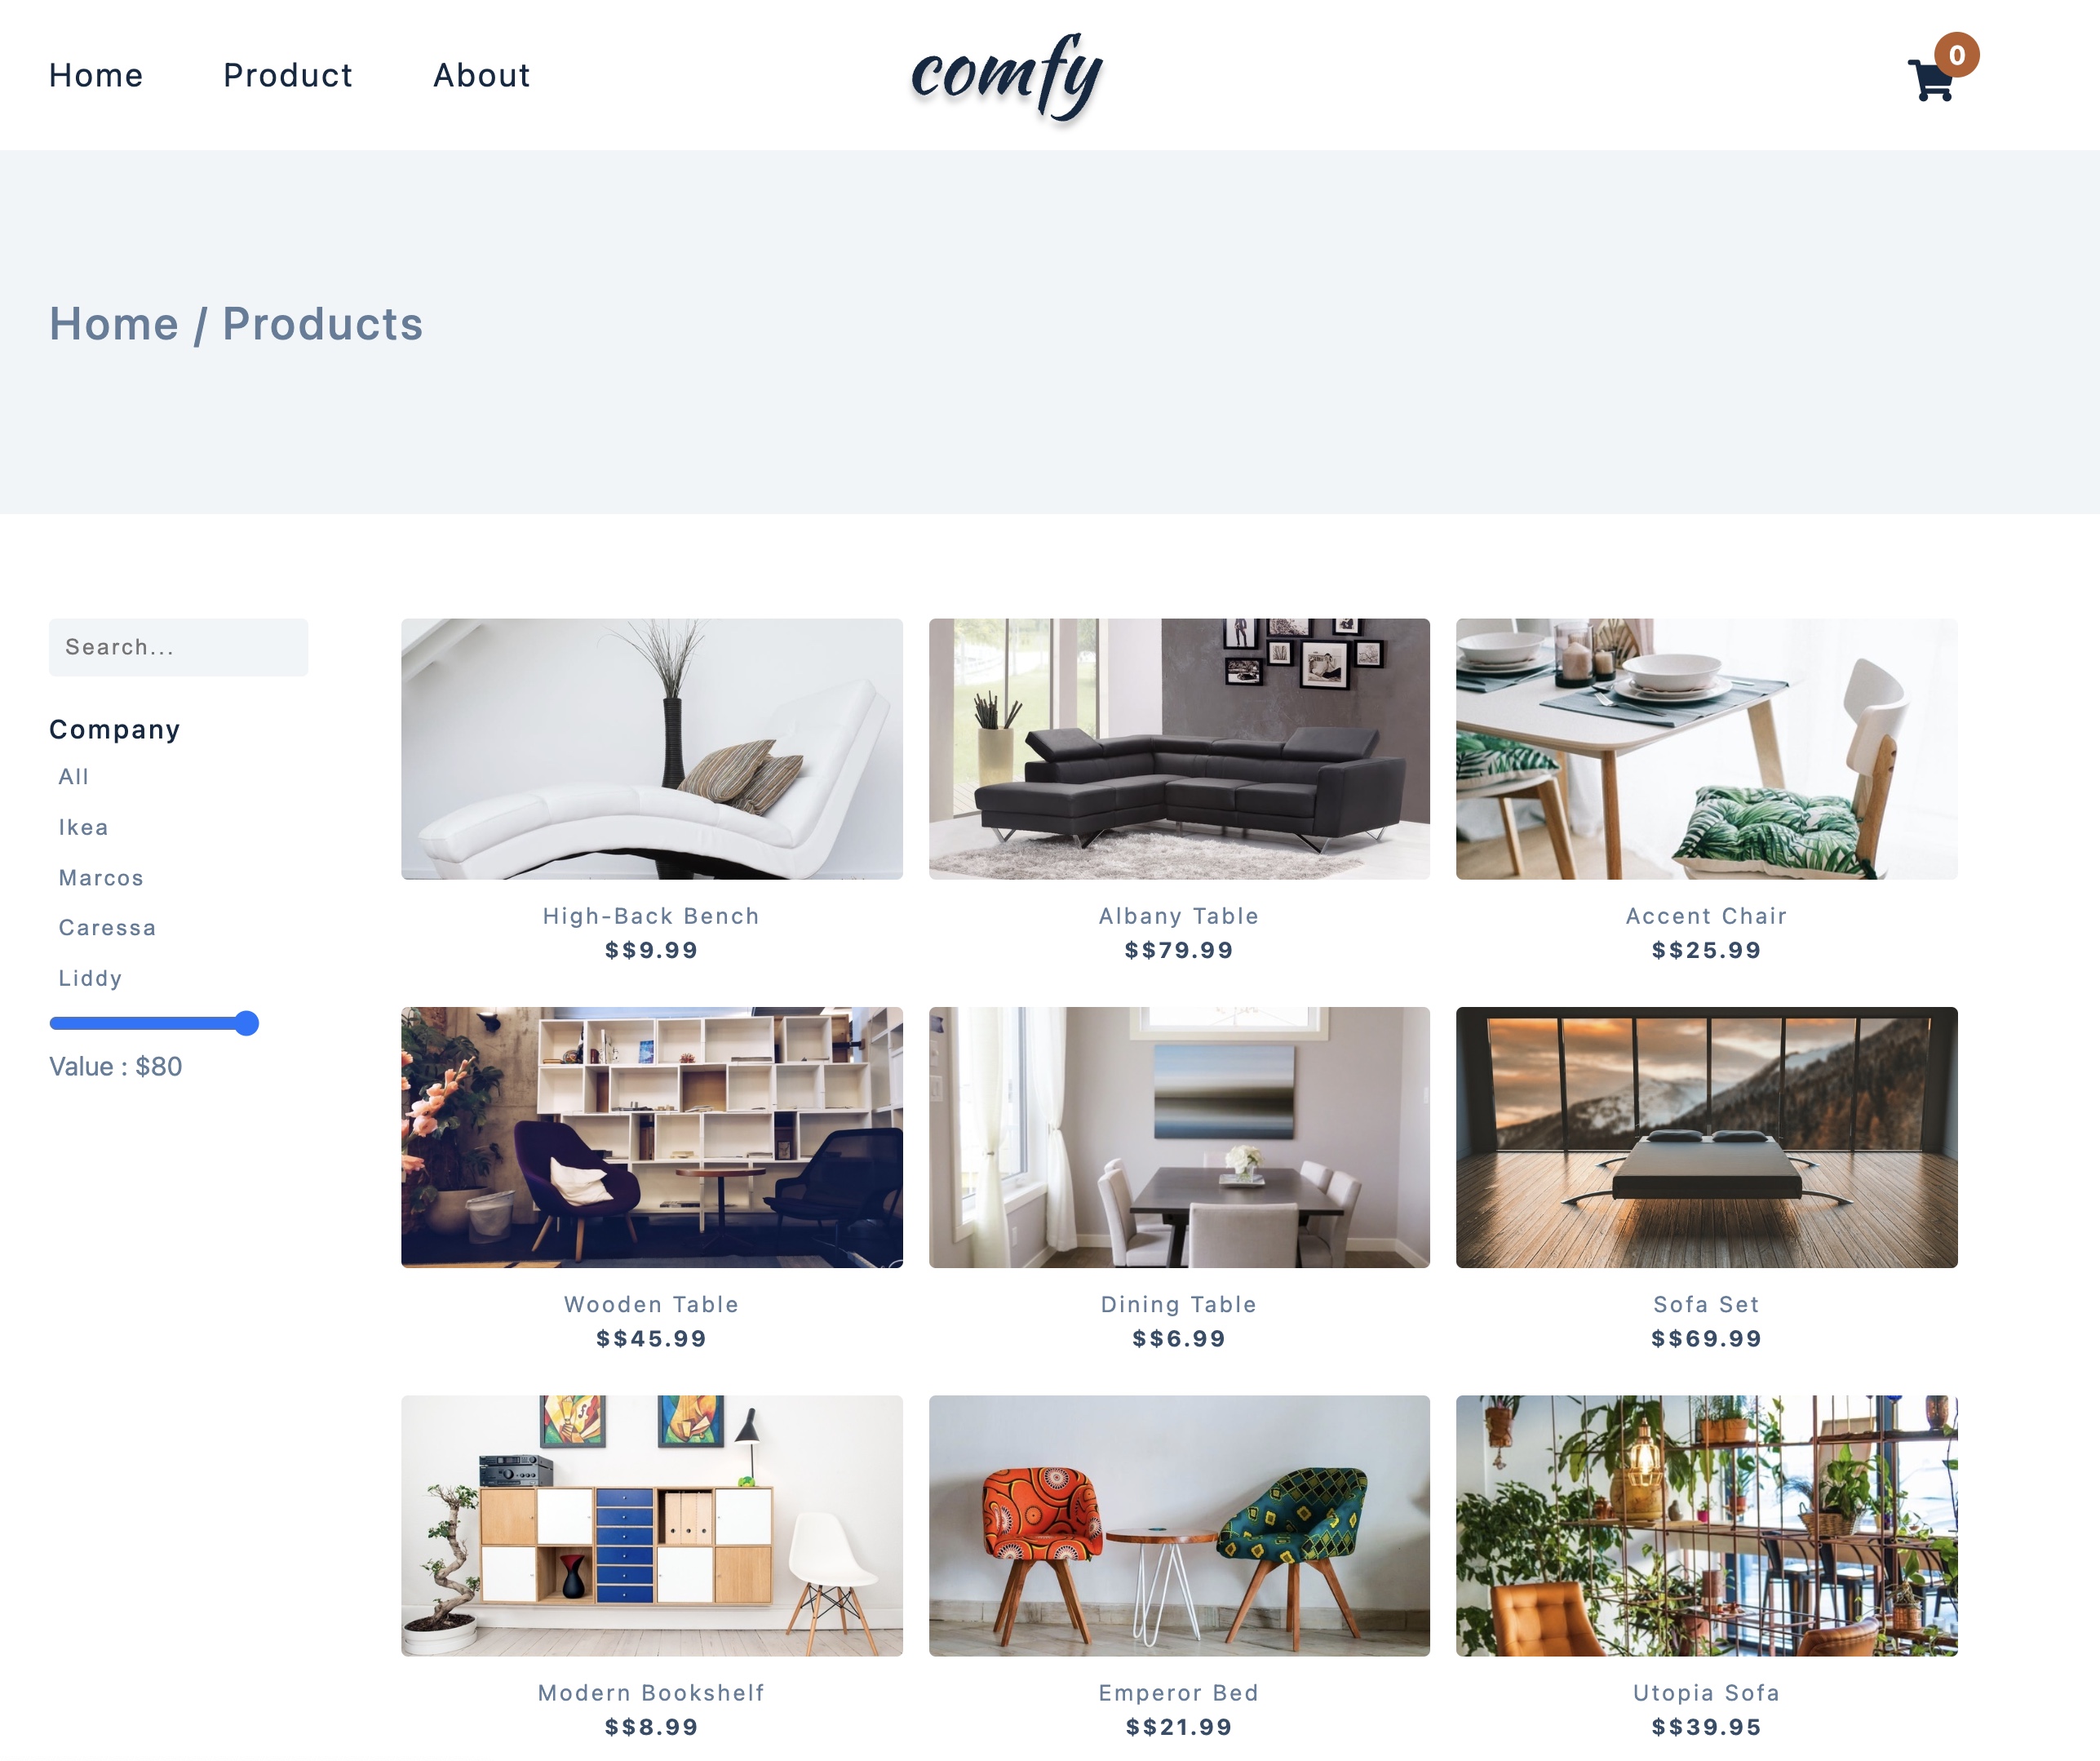 Home Product About
comfy
0
Home / Products
Search...
Company
All
Ikea
Marcos
Caressa
Liddy
Value : $80
High-Back Bench
$$9.99
Albany Table
$$79.99
Accent Chair
$$25.99
Wooden Table
$$45.99
Dining Table
$$6.99
Sofa Set
$$69.99
Modern Bookshelf
$$8.99
Emperor Bed
$$21.99
Utopia Sofa
$$39.95